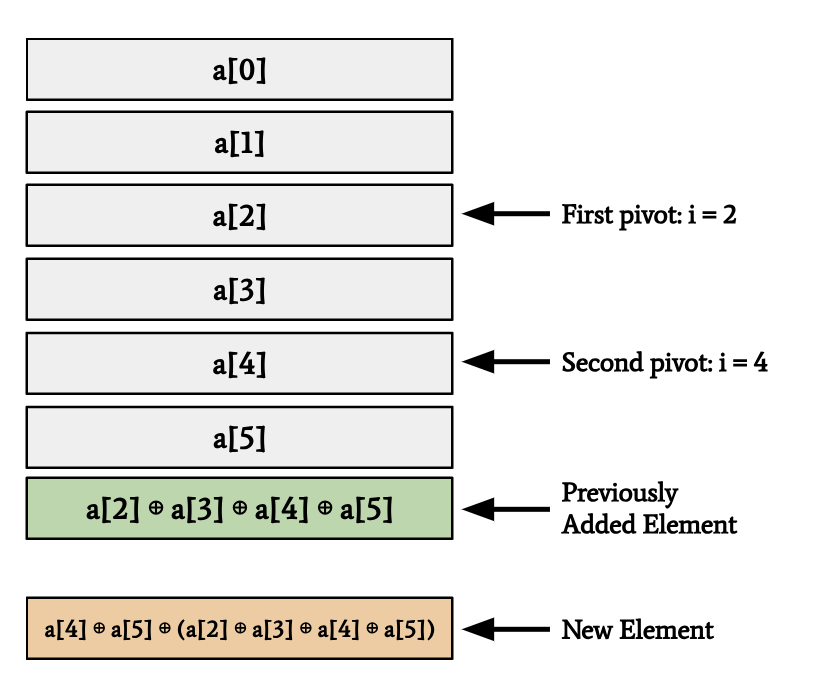 a[0]
a[1]
a[2]
First pivot: i = 2
a[3]
a[4]
Second pivot: i = 4
a[5]
a[2] ⊕ a[3] ⊕ a[4] ⊕ a[5]
Previously
Added Element
a[4] ⊕ a[5] ⊕ (a[2] ⊕ a[3] ⊕ a[4] ⊕ a[5])
New Element